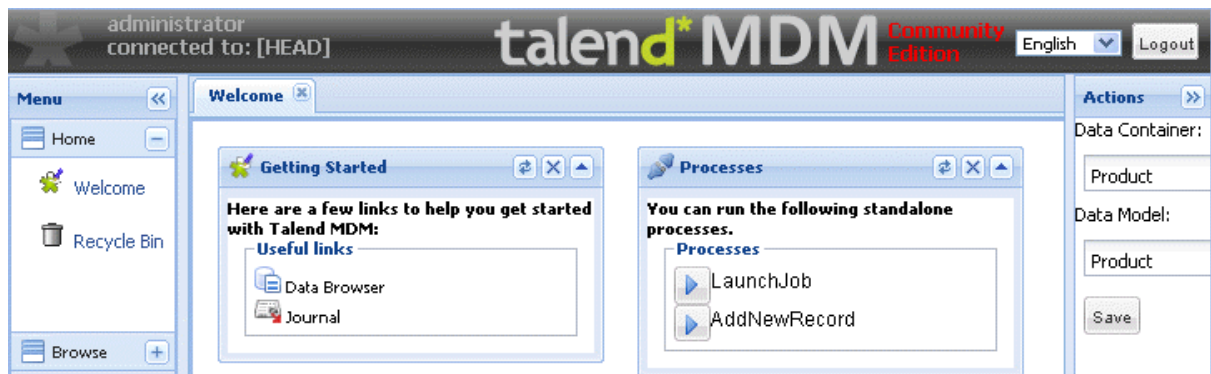 administrator
connected to: [HEAD]
talend* MDM Community Edition
English
Logout
Menu
Home
Welcome
Recycle Bin
Browse
Welcome
Getting Started
Here are a few links to help you get started
with Talend MDM:
Useful links
Data Browser
Journal
Processes
You can run the following standalone
processes.
Processes
LaunchJob
AddNewRecord
Actions
Data Container:
Product
Data Model:
Product
Save